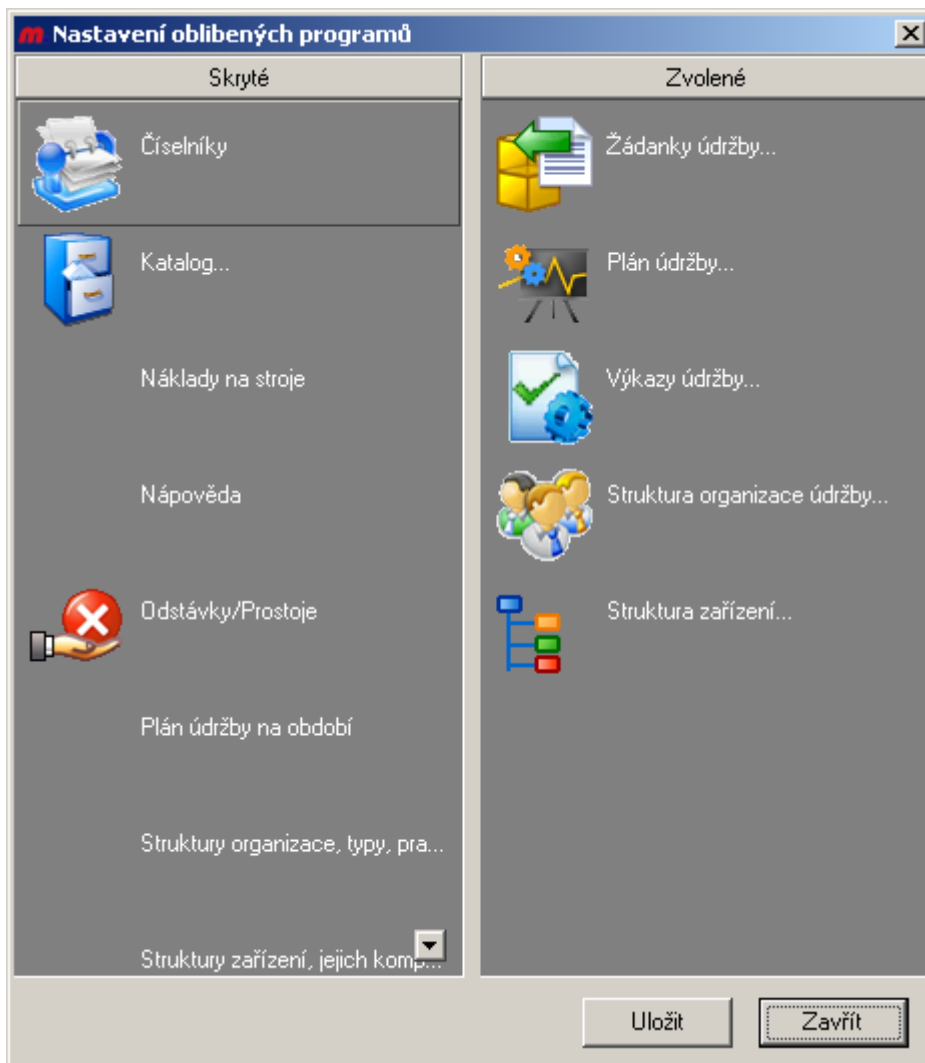 Nastavení oblibených programů
Skryté
Číselníky
Katalog...
Náklady na stroje
Nápověda
Odstávky/Prostoje
Plán údržby na období
Struktury organizace, typy, pra...
Struktury zařízení, jejich komp...
Zvolené
Žádanky údržby...
Plán údržby...
Výkazy údržby...
Struktura organizace údržby...
Struktura zařízení...
Uložit
Zavřít